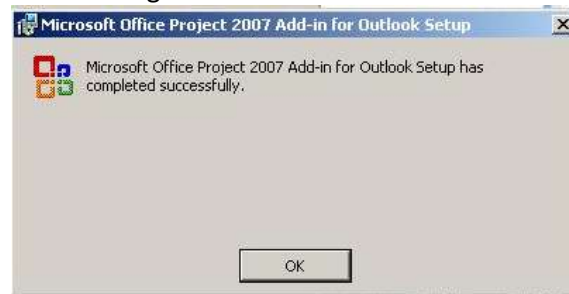 Microsoft Office Project 2007 Add-in for Outlook Setup
Microsoft Office Project 2007 Add-in for Outlook Setup has
completed successfully.
OK